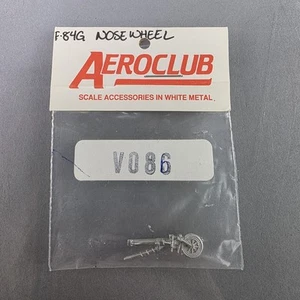 F-84G NOSEWHEEL
AEROCLUB
SCALE ACCESSORIES IN WHITE METAL
V086